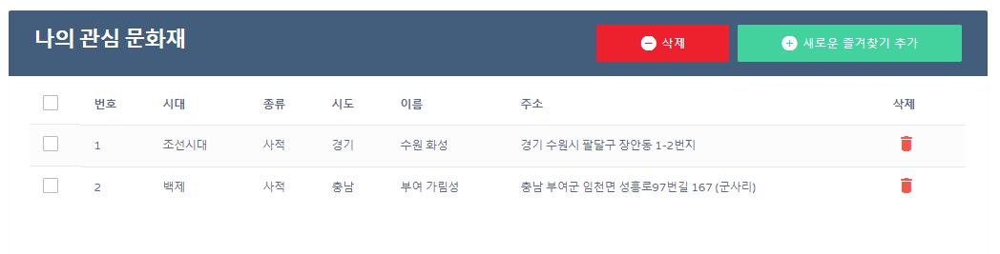 나의 관심 문화재
삭제 새로운 즐겨찾기 추가
번호 시대 종류 시도 이름 주소 삭제
1 조선시대 사적 경기 수원 화성 경기 수원시 팔달구 장안동 1-2번지
2 백제 사적 충남 부여 가림성 충남 부여군 임천면 성흥로97번길 167 (군사리)